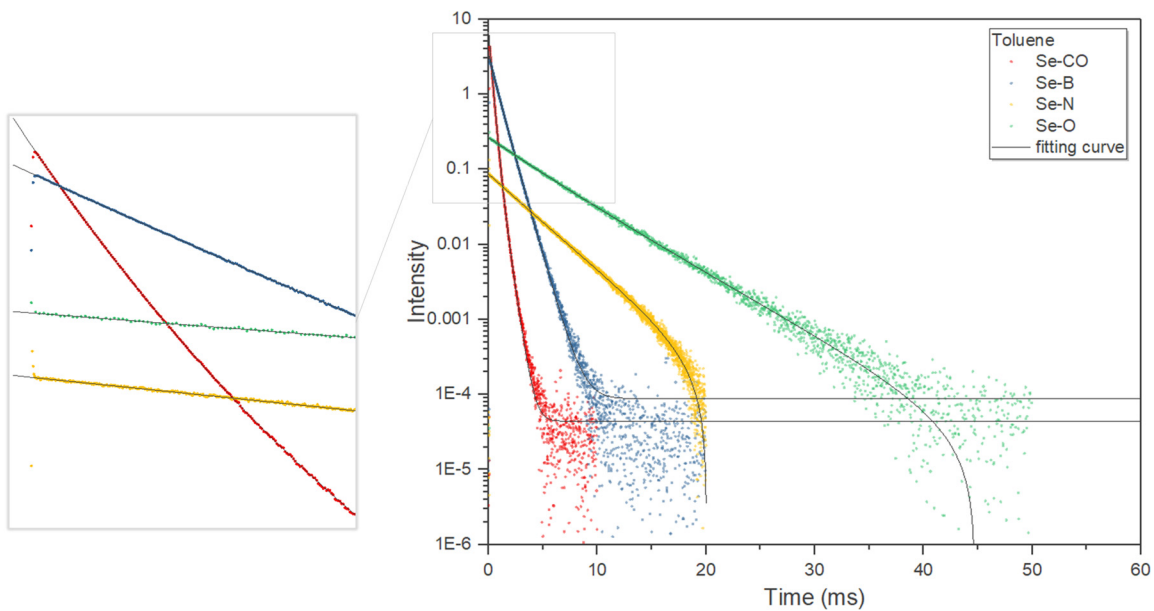 10
1
0.1
0.01
0.001
1E-4
1E-5
1E-6
Intensity
0
10
20
30
40
50
60
Time (ms)
Toluene
Se-CO
Se-B
Se-N
Se-O
fitting curve